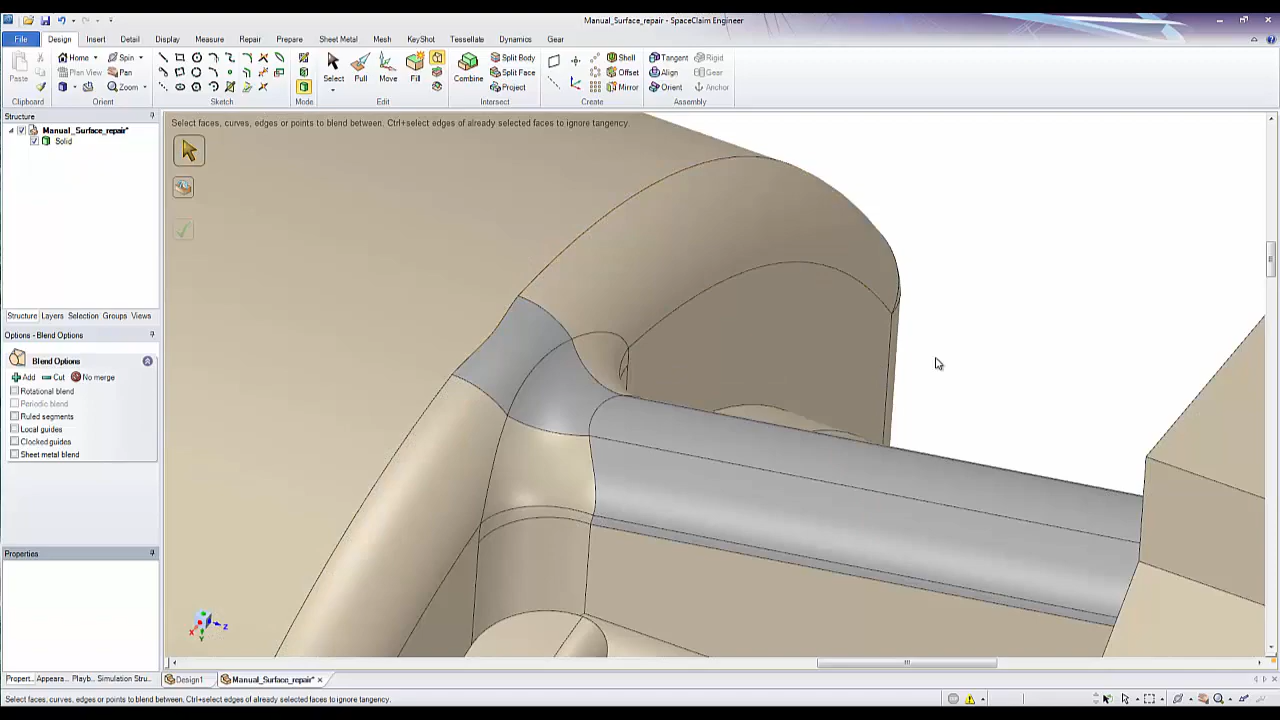 Manual_Surface_repair - SpaceClaim Engineer
File Design Insert Detail Display Measure Repair Prepare Sheet Metal Mesh KeyShot Tessellate Dynamics Gear
Paste
Home Spin
Plan View Pan
Zoom
Select Pull Move Fill
Combine
Split Body
Split Face
Project
Shell
Offset
Mirror
Tangent Rigid
Align Gear
Orient Anchor
Clipboard Orient Sketch Mode Edit Intersect Create Assembly
Structure
Manual_Surface_repair*
Solid
Select faces, curves, edges or points to blend between. Ctrl+select edges of already selected faces to ignore tangency.
Structure Layers Selection Groups Views
Options - Blend Options
Blend Options
Add Cut No merge
Rotational blend
Periodic blend
Ruled segments
Local guides
Clocked guides
Sheet metal blend
Properties
X Y Z
Propert... Appeara... Playb... Simulation Stru...
Design1 Manual_Surface_repair*
Select faces, curves, edges or points to blend between. Ctrl+select edges of already selected faces to ignore tangency.